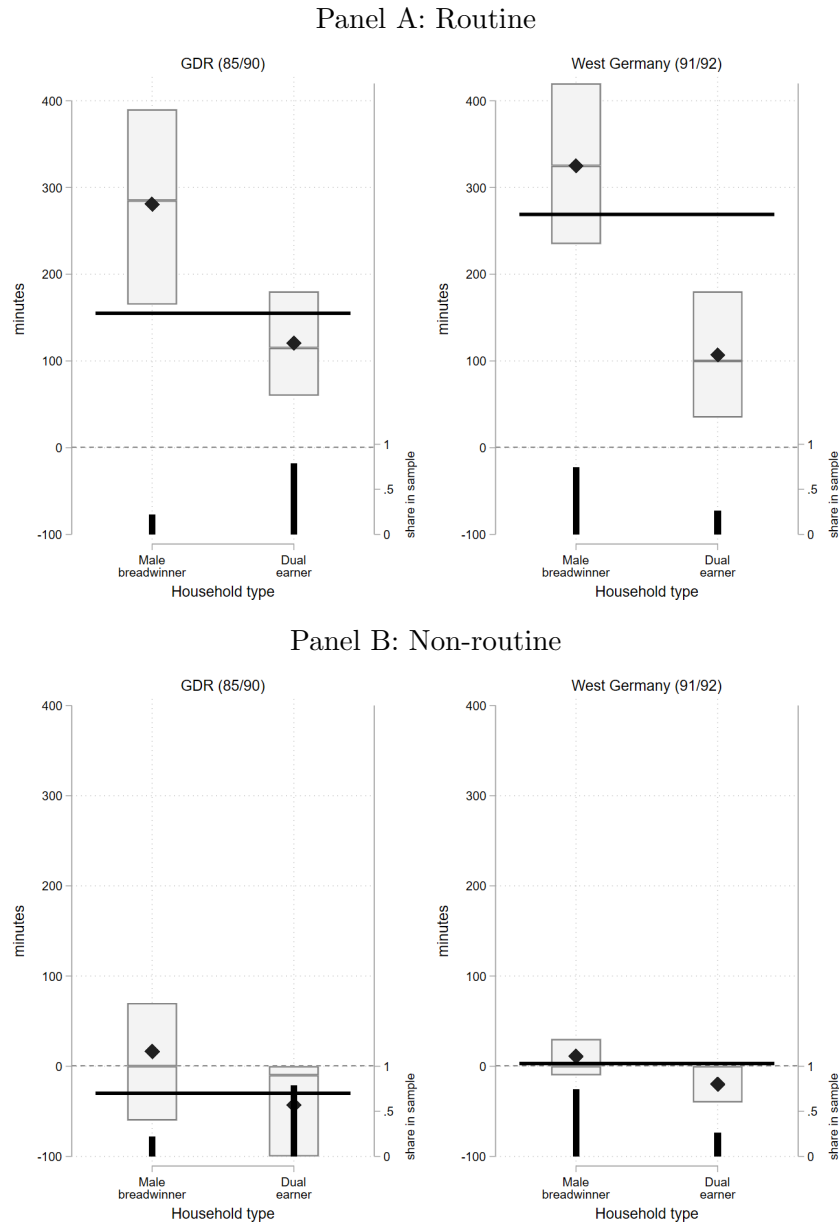 Panel A: Routine
GDR (85/90)
West Germany (91/92)
minutes
400
300
200
100
0
-100
1
.5
0
share in sample
Male
breadwinner
Dual
earner
Household type
minutes
400
300
200
100
0
-100
1
.5
0
share in sample
Male
breadwinner
Dual
earner
Household type
Panel B: Non-routine
GDR (85/90)
West Germany (91/92)
minutes
400
300
200
100
0
-100
1
.5
0
share in sample
Male
breadwinner
Dual
earner
Household type
minutes
400
300
200
100
0
-100
1
.5
0
share in sample
Male
breadwinner
Dual
earner
Household type